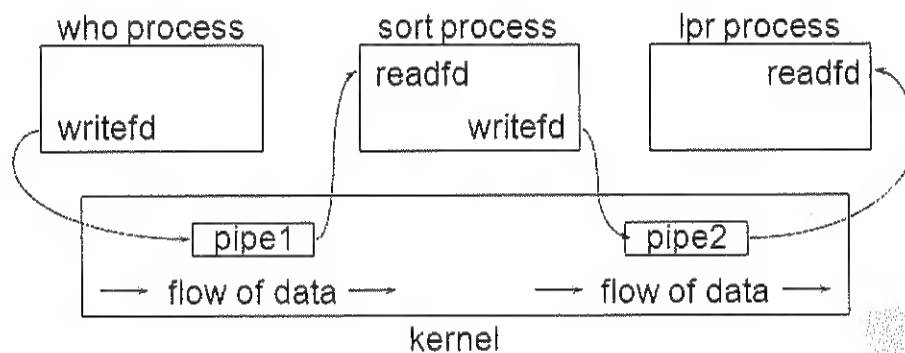 who process
sort process
lpr process
readfd
readfd
writefd
writefd
pipe1
pipe2
flow of data
flow of data
kernel